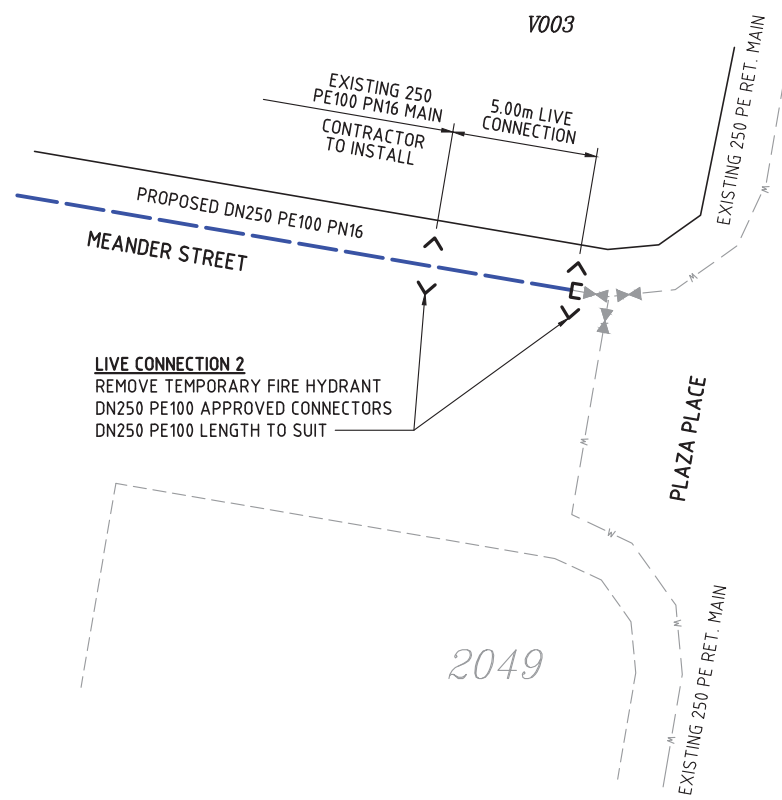 V003
EXISTING 250
PE100 PN16 MAIN
CONTRACTOR
TO INSTALL
5.00m LIVE
CONNECTION
EXISTING 250 PE RET. MAIN
W
PROPOSED DN250 PE100 PN16
MEANDER STREET
W
LIVE CONNECTION 2
REMOVE TEMPORARY FIRE HYDRANT
DN250 PE100 APPROVED CONNECTORS
DN250 PE100 LENGTH TO SUIT
W
PLAZA PLACE
W
W
2049
EXISTING 250 PE RET. MAIN
W